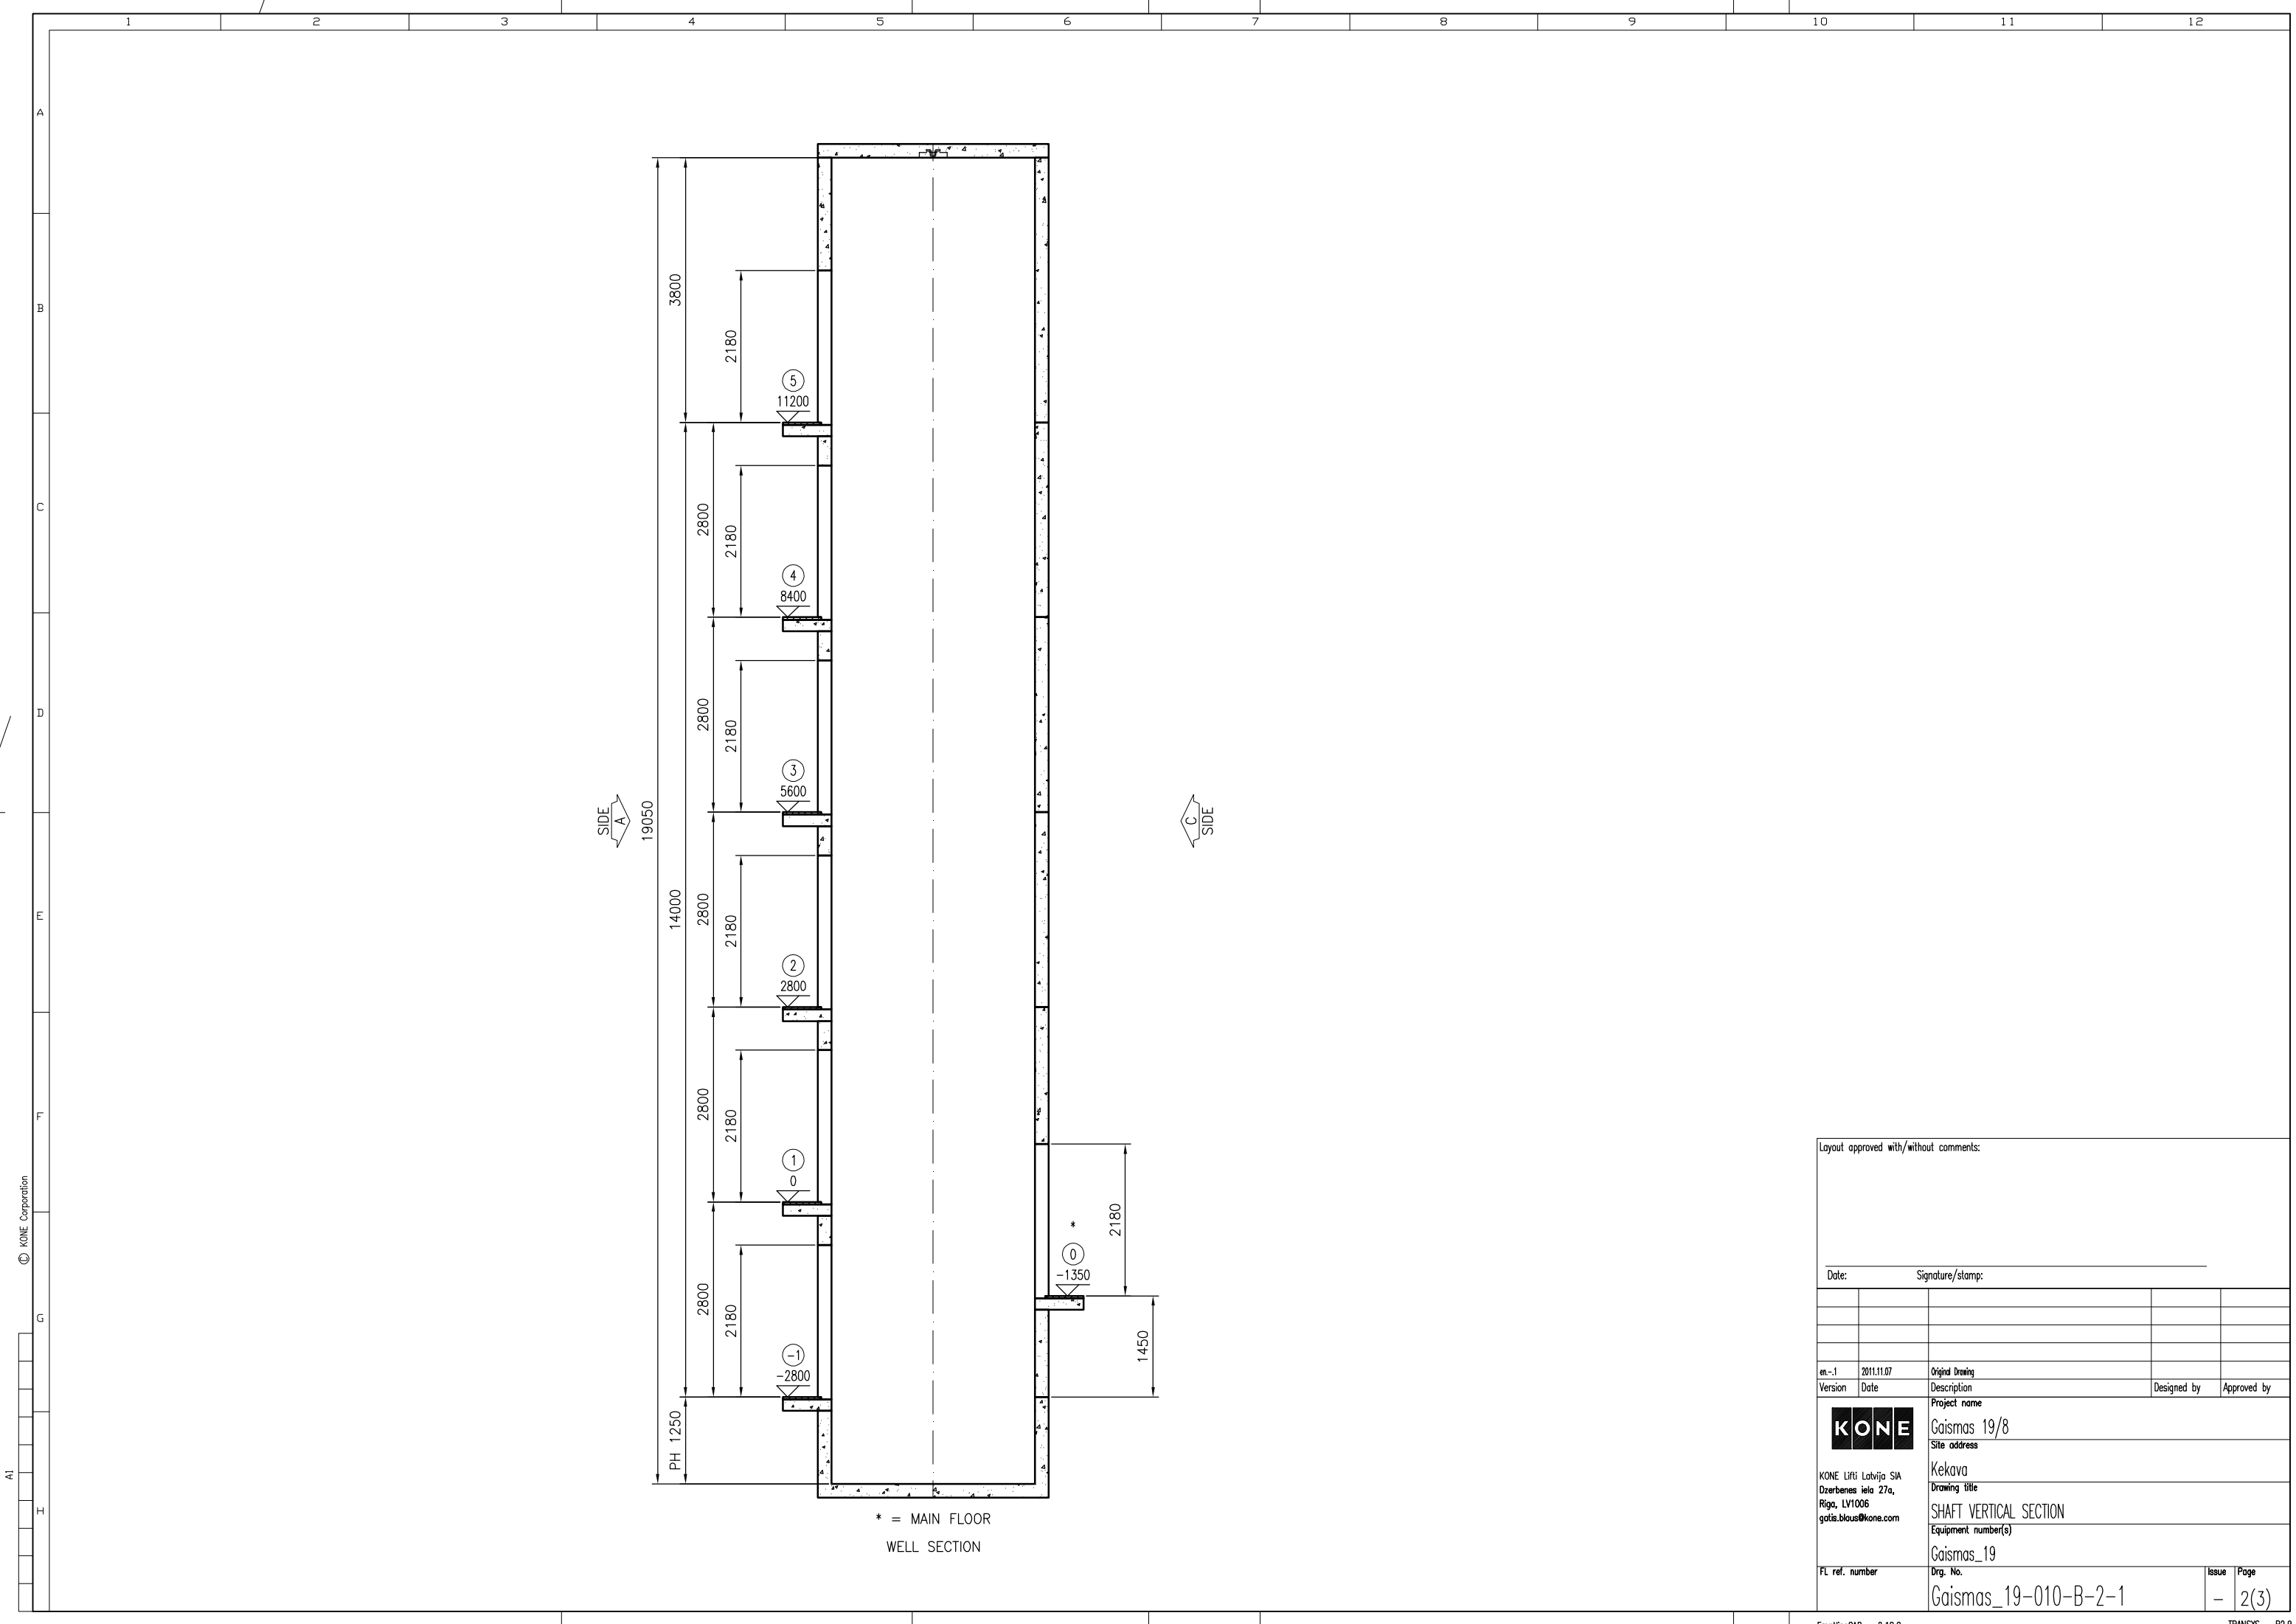 1 2 3 4 5 6 7 8 9 10 11 12
A
B
C
D
E
F
G
H
3800
2180
5
11200
2800
2180
4
8400
2800
2180
3
5600
SIDE
A
19050
C
SIDE
14000
2800
2180
2
2800
2800
2180
1
0
2180
*
0
-1350
2800
2180
1450
-1
-2800
PH 1250
* = MAIN FLOOR
WELL SECTION
© KONE Corporation
A1
Layout approved with/without comments:
Date: Signature/stamp:
en.-.1 2011.11.07 Original Drawing
Version Date Description Designed by Approved by
KONE
KONE Lifti Latvija SIA
Dzerbenes iela 27a,
Riga, LV1006
gatis.blaus@kone.com
Project name
Gaismas 19/8
Site address
Kekava
Drawing title
SHAFT VERTICAL SECTION
Equipment number(s)
Gaismas_19
FL ref. number Drg. No. Issue Page
Gaismas_19-010-B-2-1 - 2(3)